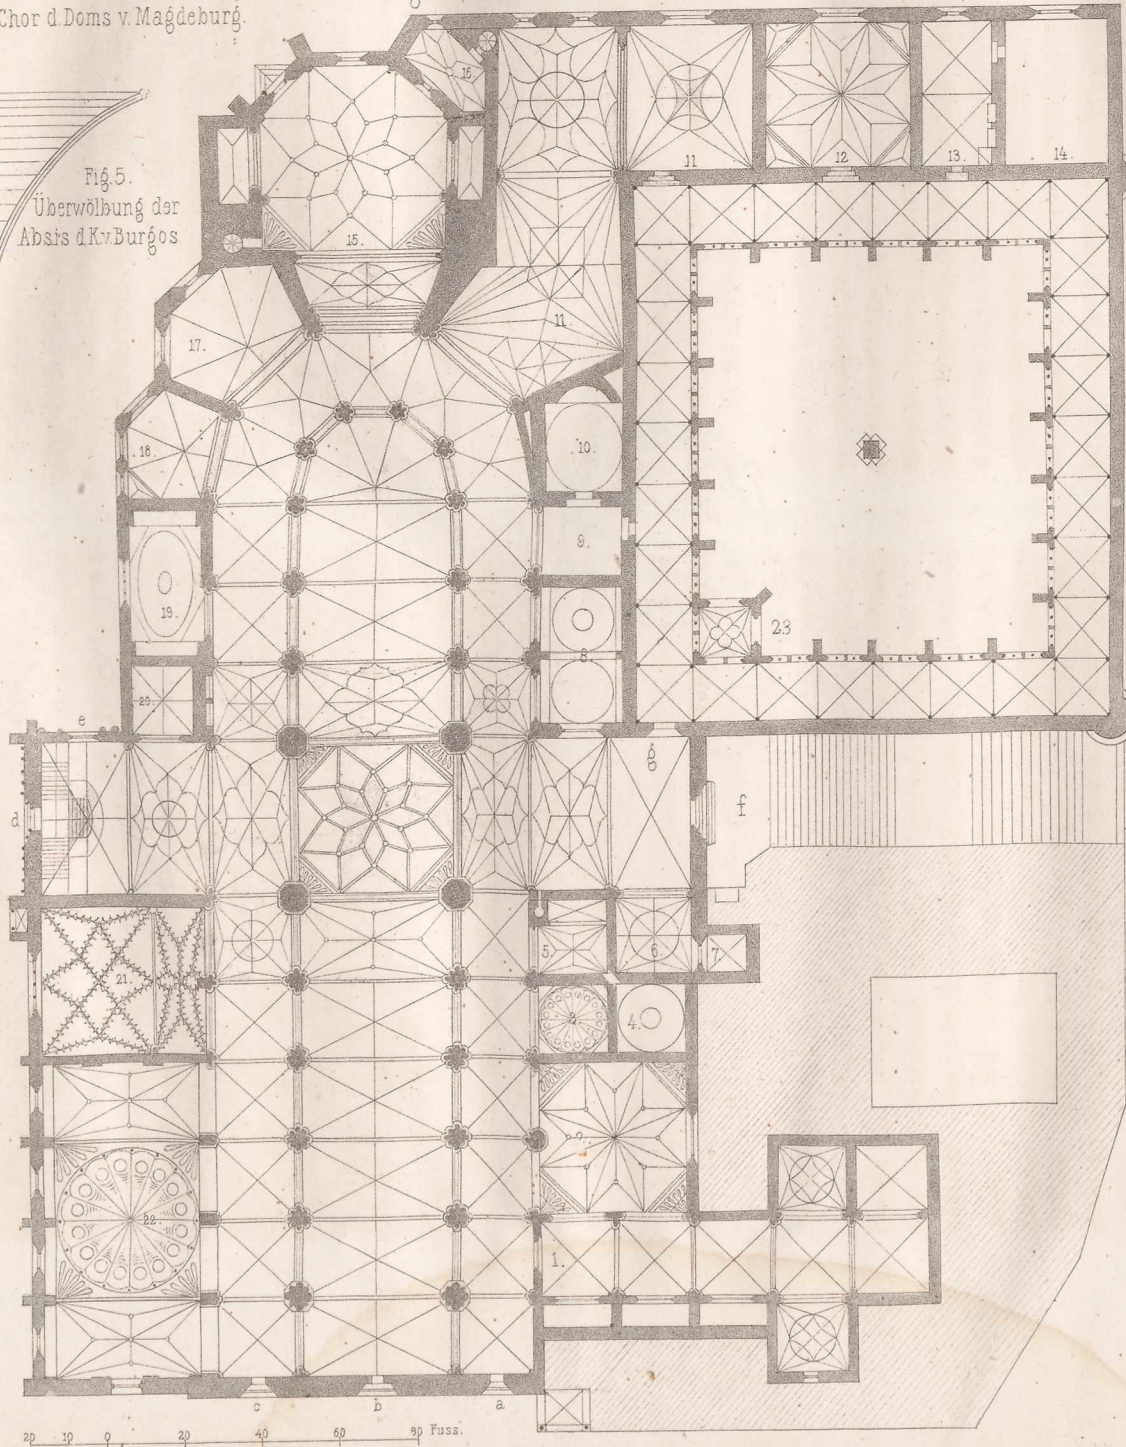 Chor d. Doms v. Magdeburg.
Fig. 5.
Überwölbung der
Absis d K. v. Burgos
16.
11
12
13.
14.
15.
11.
17.
18.
10.
9.
19.
8
23
20.
e
g
d
f
5.
6
7
21.
4.
22.
1.
c
b
a
20 10 0 20 40 60 80 Fuss.